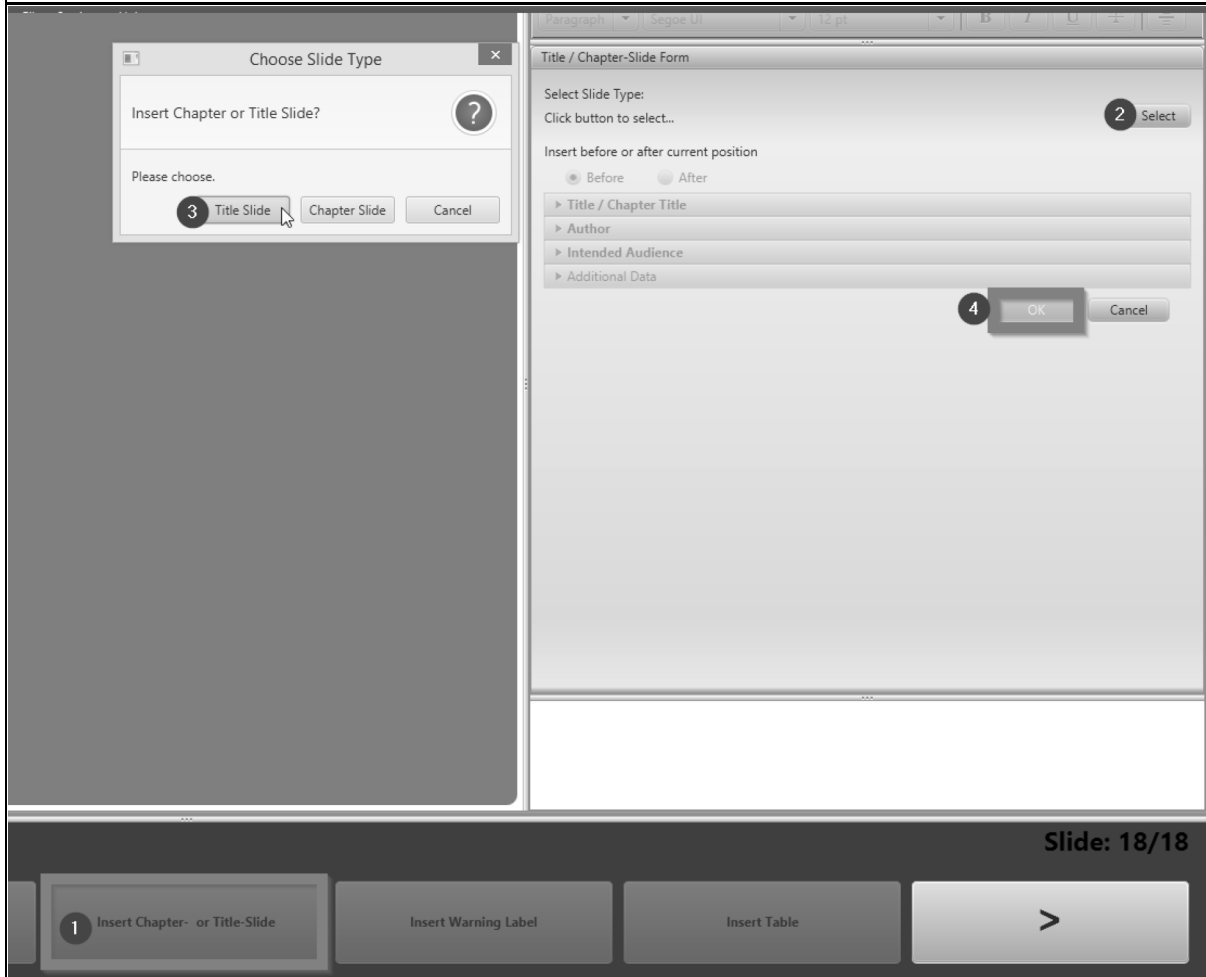 Paragraph Segoe UI 12 pt B I U
Choose Slide Type ×
Insert Chapter or Title Slide? ?
Please choose.
3 Title Slide Chapter Slide Cancel
Title / Chapter-Slide Form
Select Slide Type:
Click button to select...
2 Select
Insert before or after current position
Before After
Title / Chapter Title
Author
Intended Audience
Additional Data
4 OK Cancel
Slide: 18/18
1 Insert Chapter- or Title-Slide Insert Warning Label Insert Table >